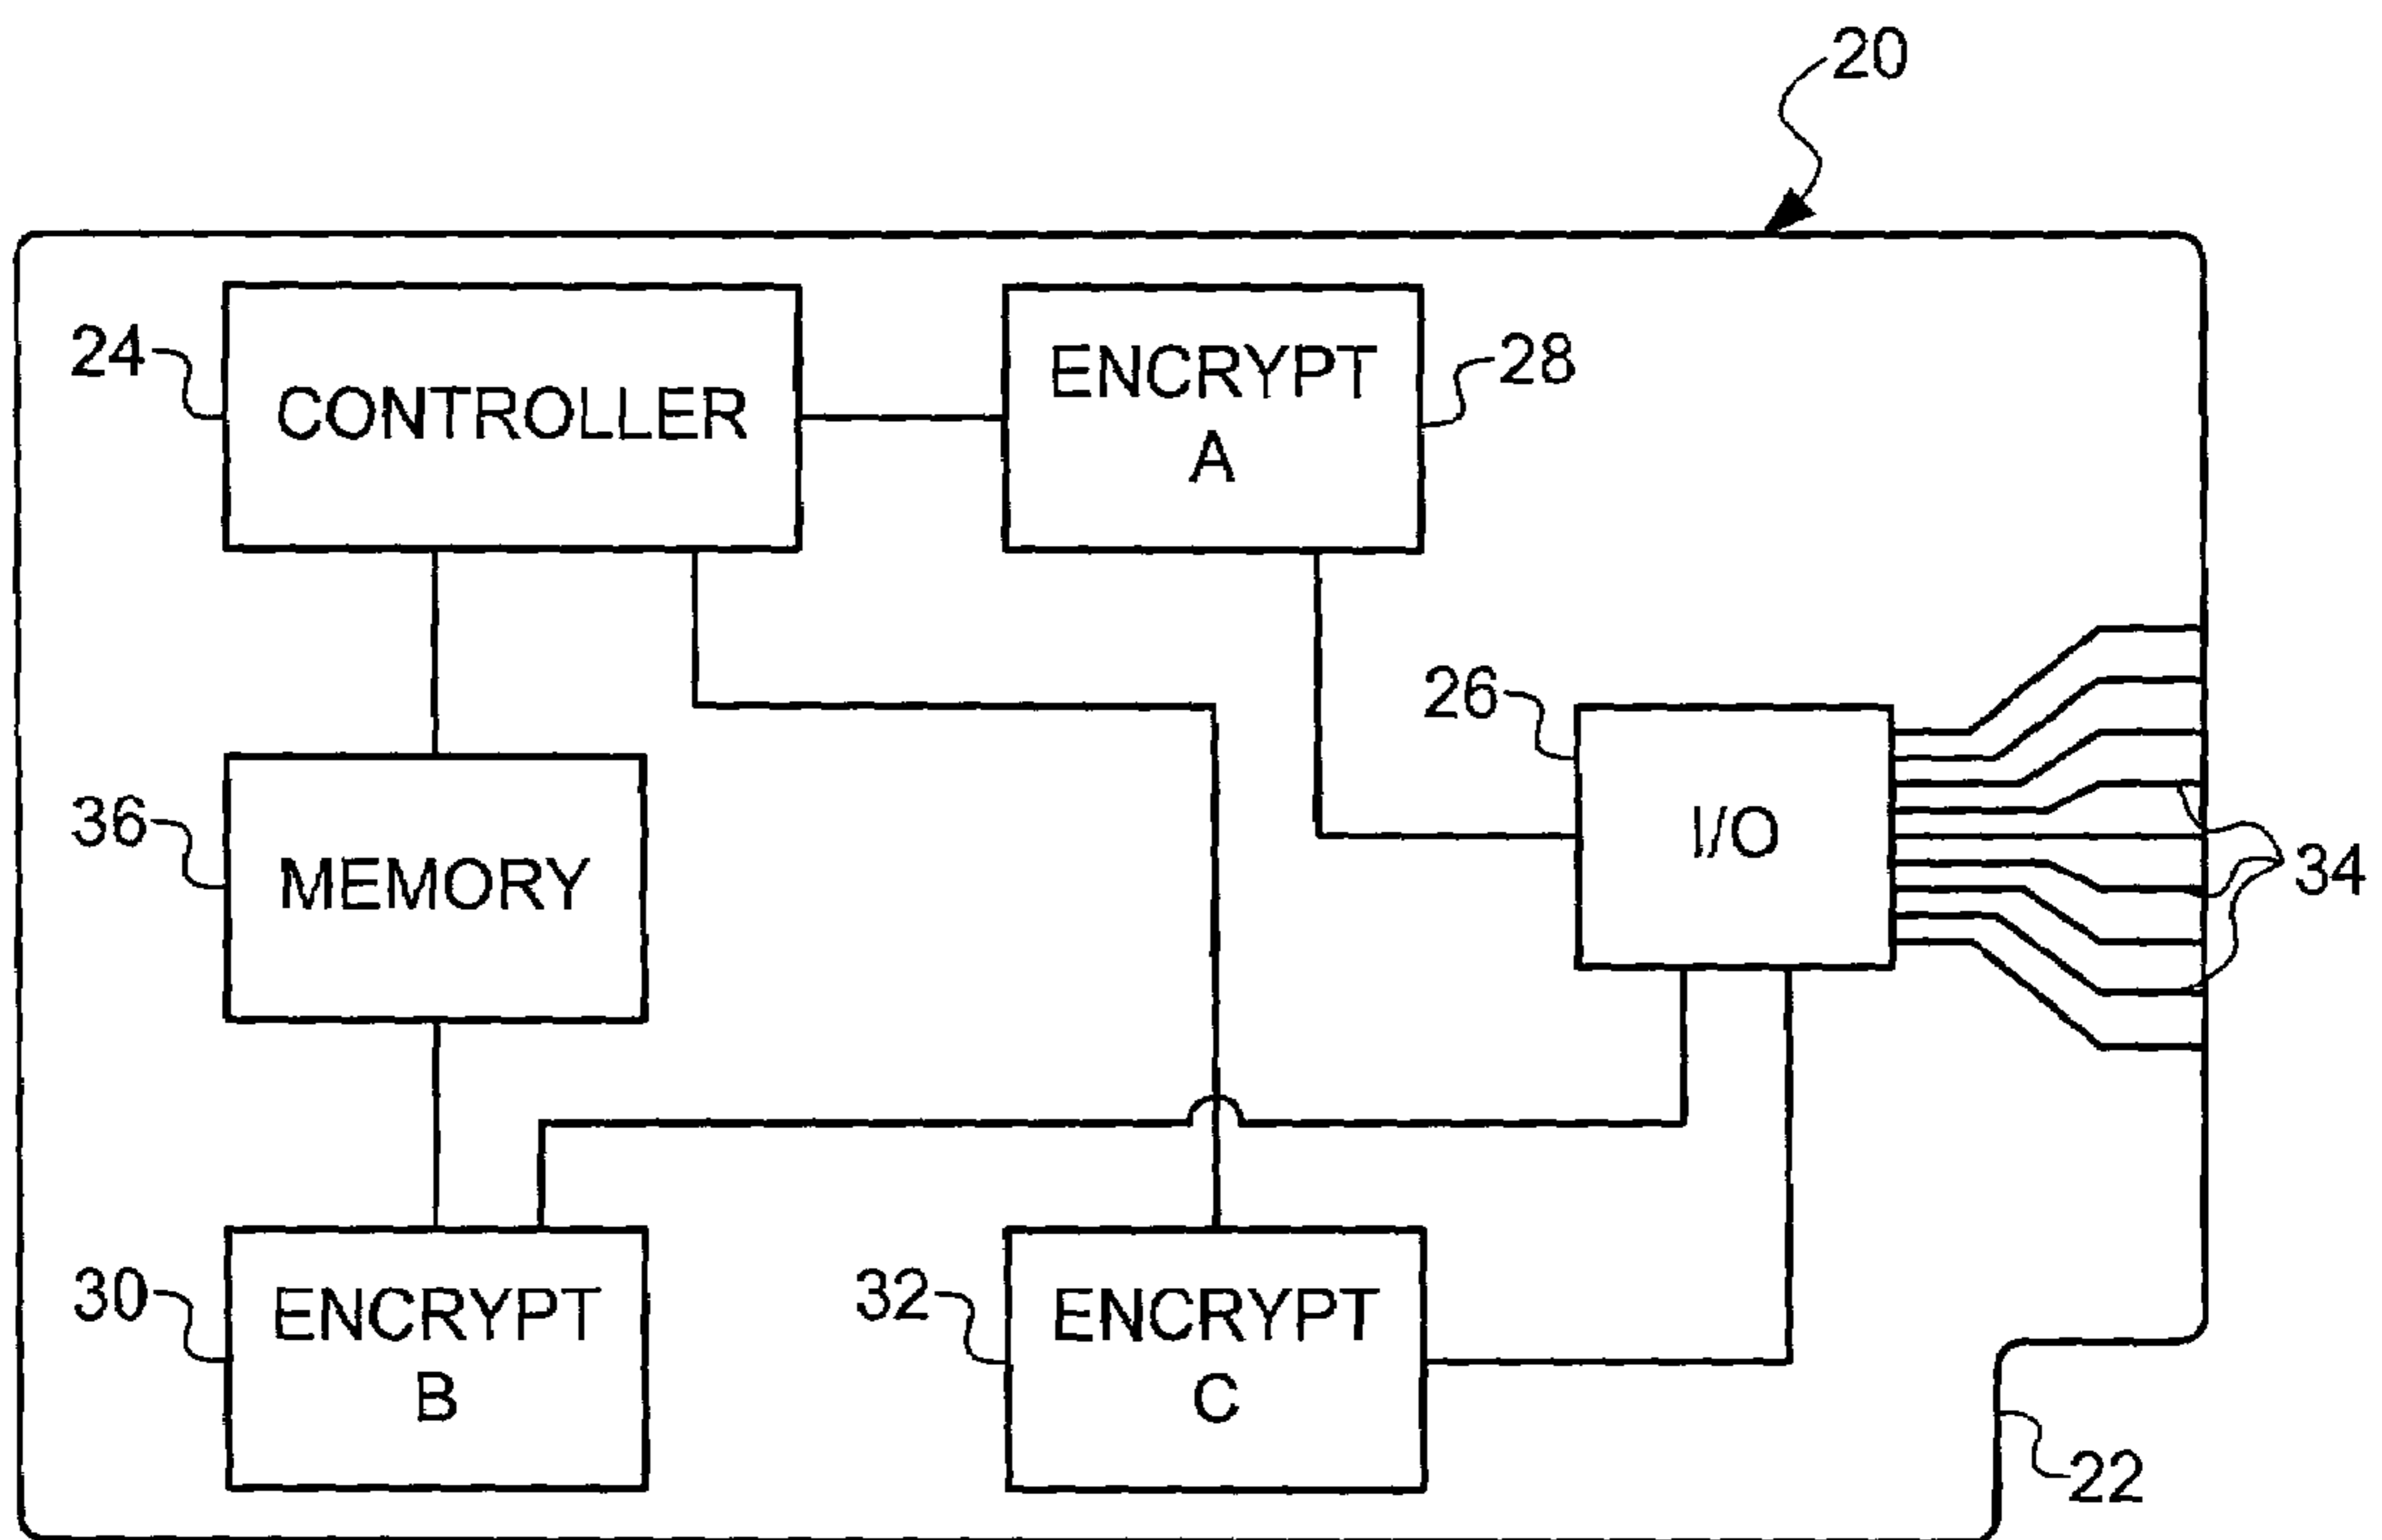 20
24
CONTROLLER
ENCRYPT
A
28
26
I/O
34
36
MEMORY
30
ENCRYPT
B
32
ENCRYPT
C
22